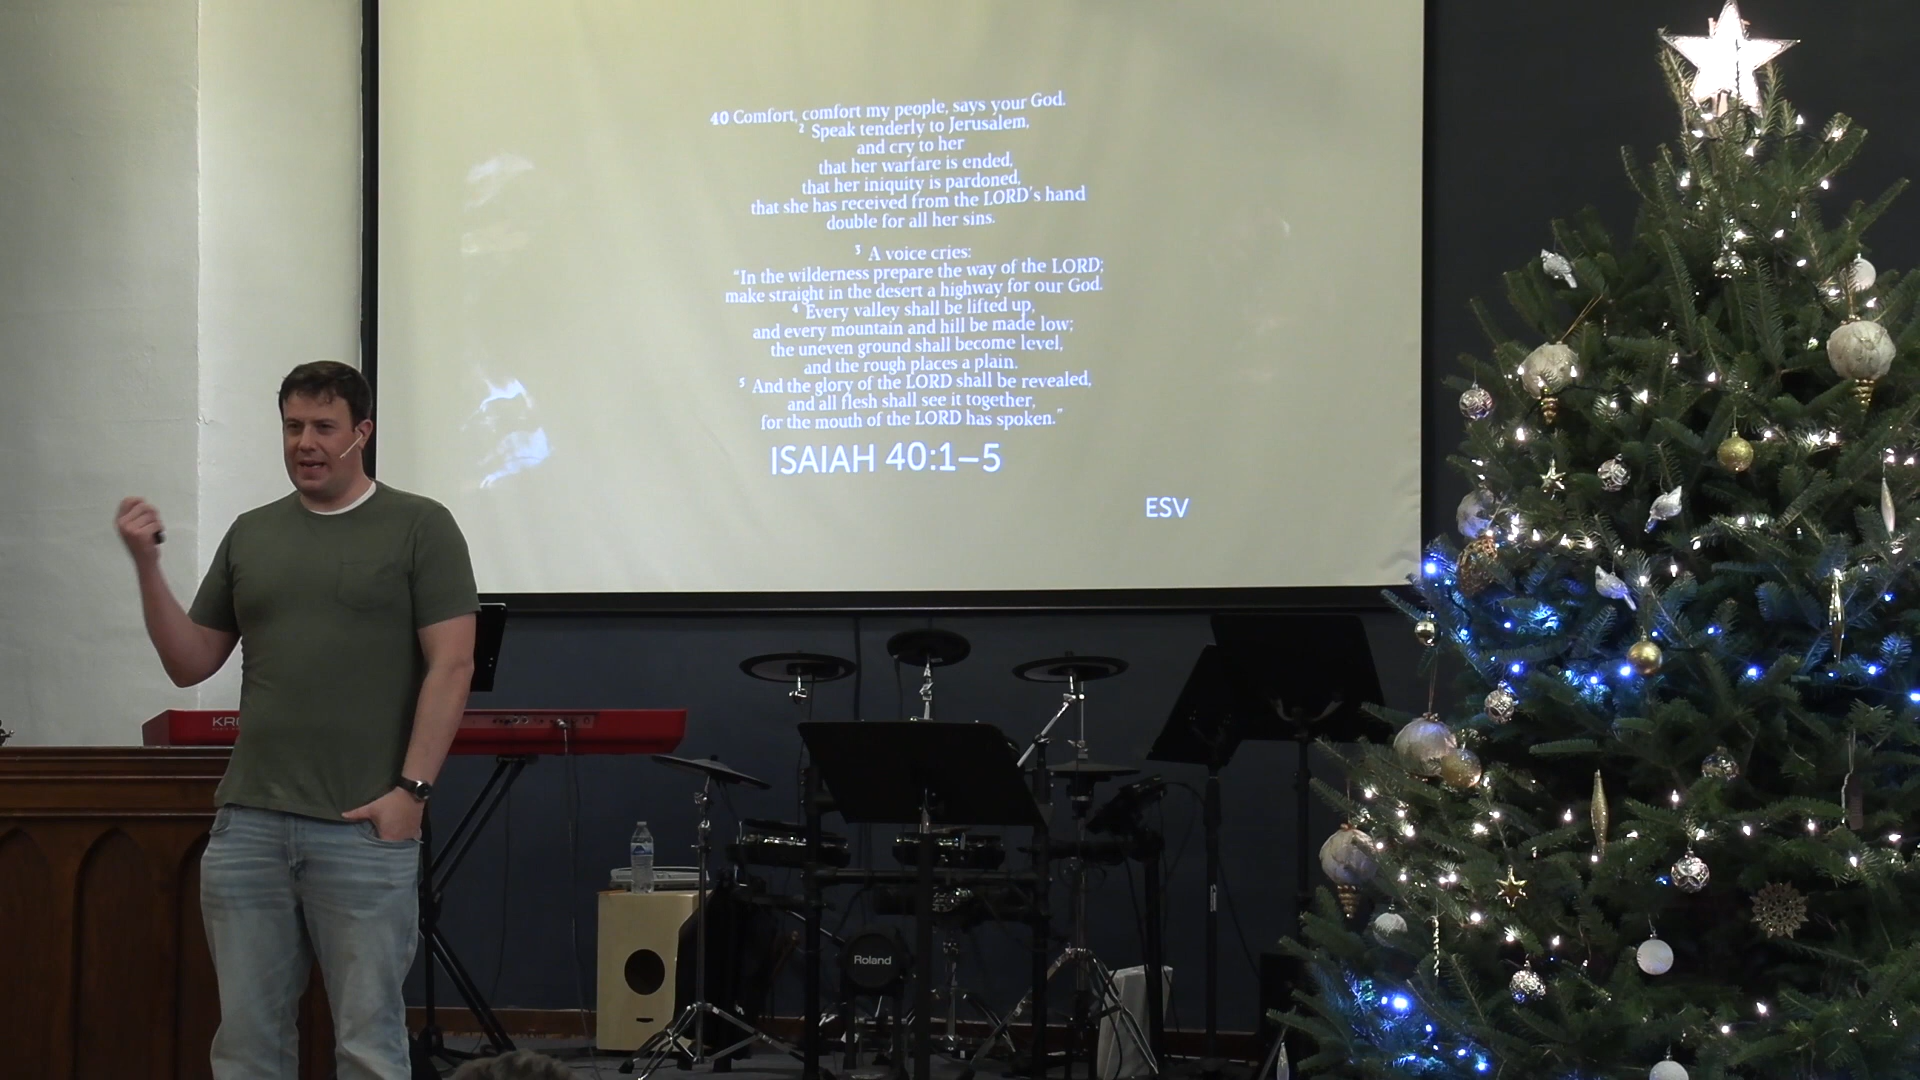 40 Comfort, comfort my people, says your God.
2 Speak tenderly to Jerusalem,
and cry to her
that her warfare is ended,
that her iniquity is pardoned,
that she has received from the LORD's hand
double for all her sins.
3 A voice cries:
“In the wilderness prepare the way of the LORD;
make straight in the desert a highway for our God.
4 Every valley shall be lifted up,
and every mountain and hill be made low;
the uneven ground shall become level,
and the rough places a plain.
5 And the glory of the LORD shall be revealed,
and all flesh shall see it together,
for the mouth of the LORD has spoken.”
ISAIAH 40:1–5
ESV
Roland